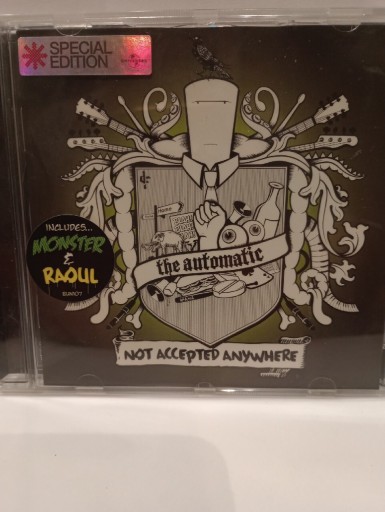 SPECIAL
EDITION
INCLUDES...
MONSTER
&
RAOUL
the automatic
NOT ACCEPTED ANYWHERE